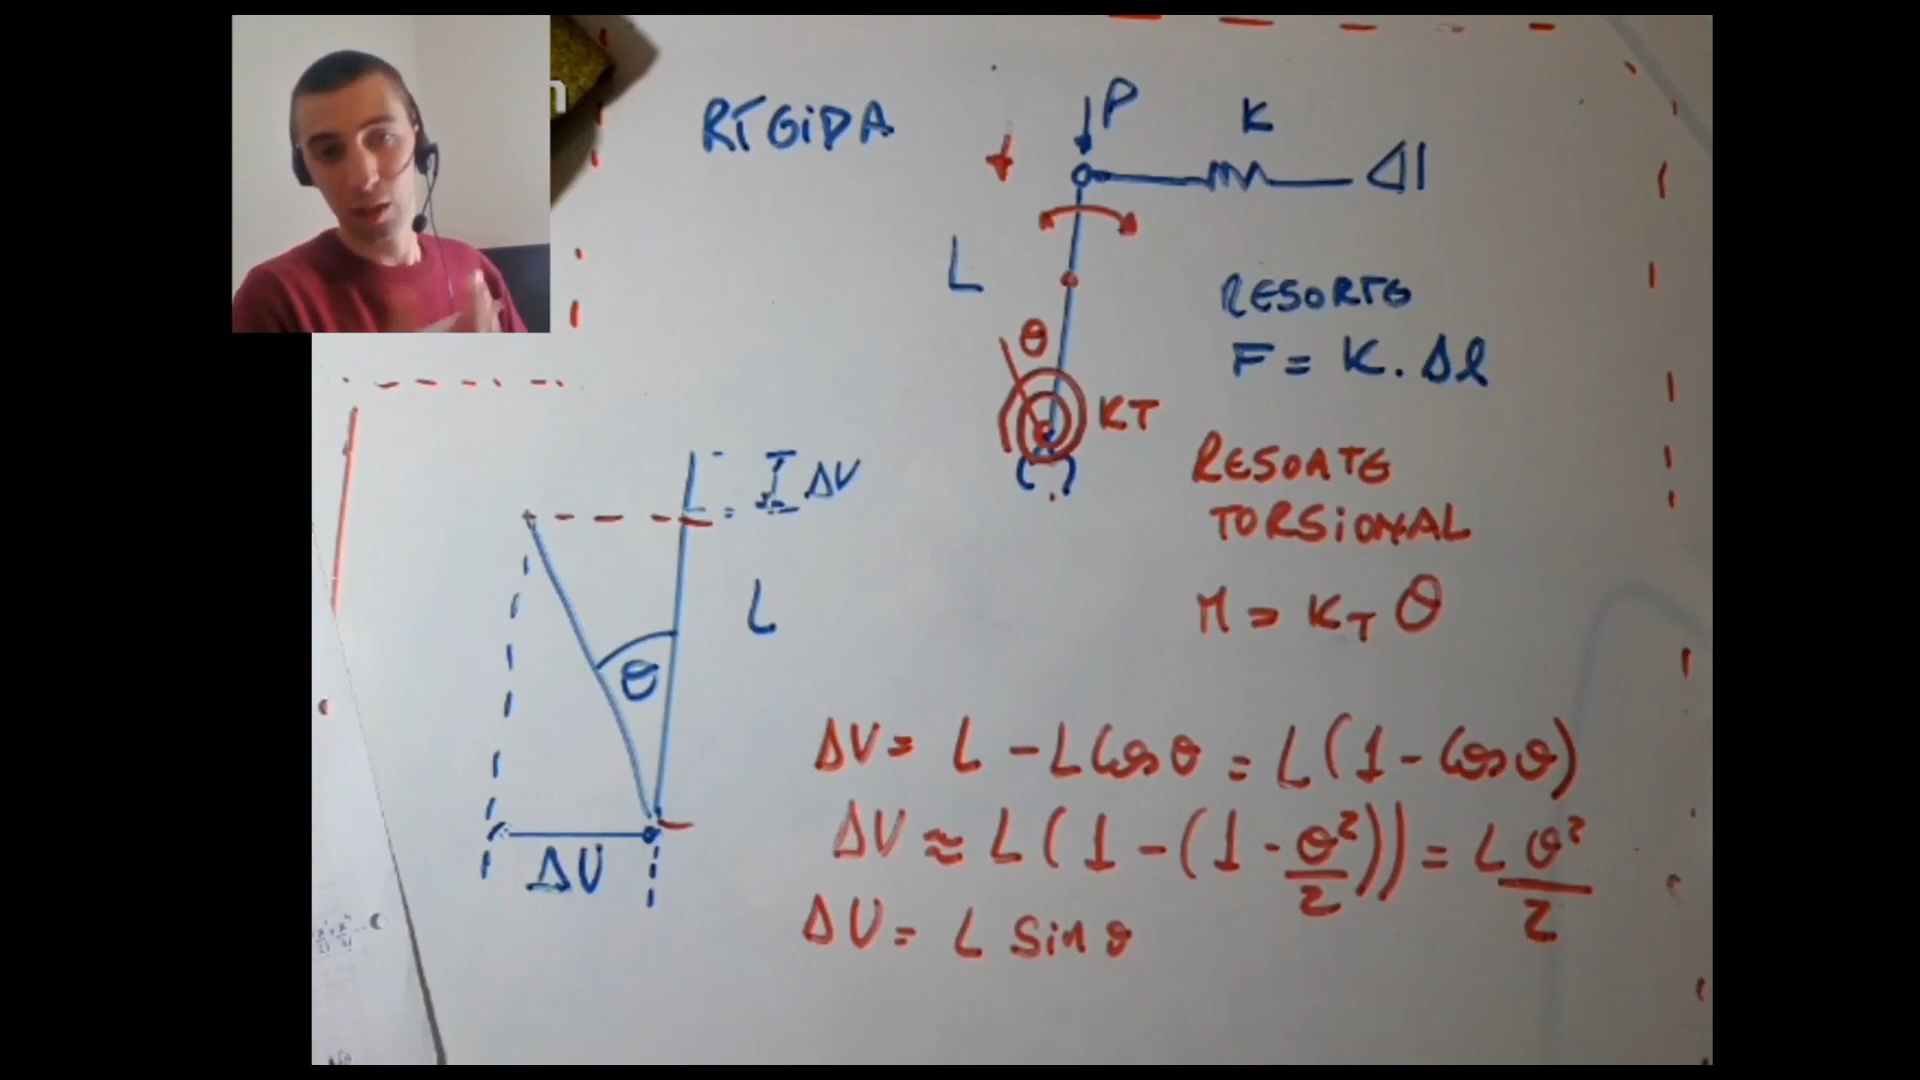 RIGIDA
P
K
L
θ
KT
RESORTE
F = K . Δl
RESORTE
TORSIONAL
M = KT θ
ΔV
L
θ
ΔU
ΔV = L - L Cos θ = L (1 - Cos θ)
ΔV ≈ L (1 - (1 - θ²/2)) = L θ²/2
ΔU = L Sin θ